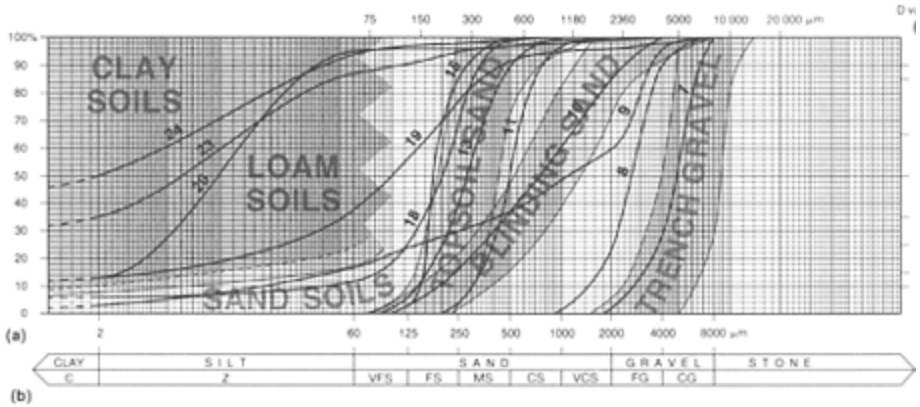 75 150 300 600 1·180 2360 5000 10 000 20 000 µm
100%
90
80
70
60
50
40
30
20
10
0
CLAY
SOILS
LOAM
SOILS
SAND SOILS
TOPSOIL SAND
BLINDING SAND
TRENCH GRAVEL
24
23
20
19
18
13
11
9
8
7
(a)
2 60 125 250 500 1000 2000 4000 8000 µm
CLAY SILT SAND GRAVEL STONE
C Z VFS FS MS CS VCS FG CG
(b)